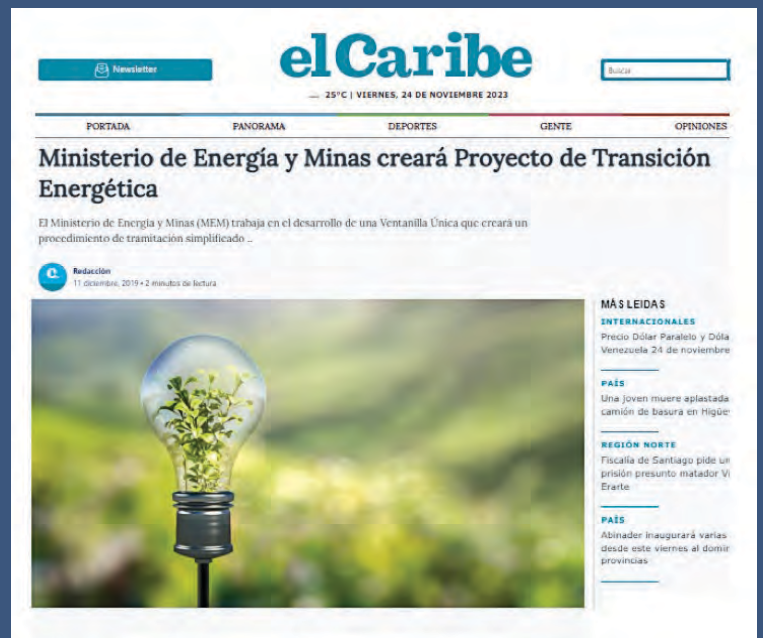 Newsletter
elCaribe
Buscar
25°C | VIERNES, 24 DE NOVIEMBRE 2023
PORTADA
PANORAMA
DEPORTES
GENTE
OPINIONES
Ministerio de Energía y Minas creará Proyecto de Transición
Energética
El Ministerio de Energía y Minas (MEM) trabaja en el desarrollo de una Ventanilla Única que creará un
procedimiento de tramitación simplificado ...
Redacción
11 diciembre, 2019 • 2 minutos de lectura
MÁS LEIDAS
INTERNACIONALES
Precio Dólar Paralelo y Dóla
Venezuela 24 de noviembre
PAÍS
Una joven muere aplastada
camión de basura en Higüe
REGIÓN NORTE
Fiscalía de Santiago pide un
prisión presunto matador Vi
Erarte
PAÍS
Abinader inaugurará varias
desde este viernes al domin
provincias